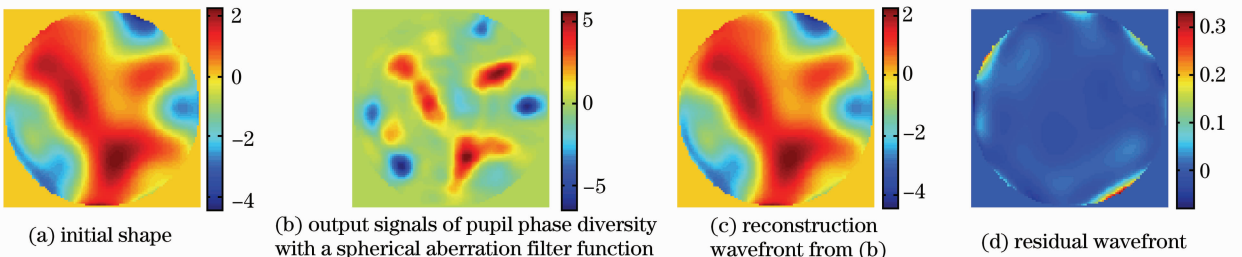 2
0
−2
−4
(a) initial shape
5
0
−5
(b) output signals of pupil phase diversity
with a spherical aberration filter function
2
0
−2
−4
(c) reconstruction
wavefront from (b)
0.3
0.2
0.1
0
(d) residual wavefront